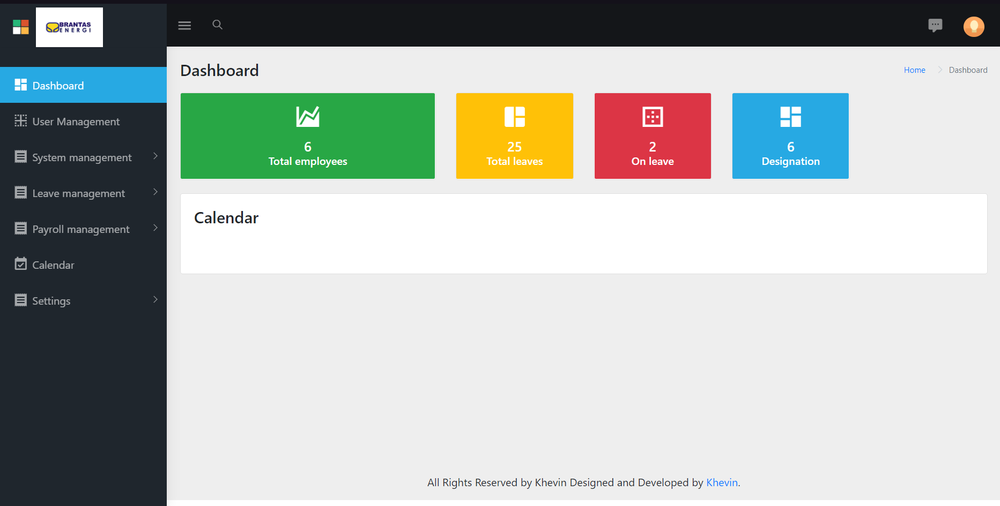 BRANTAS
ENERGI
Dashboard
User Management
System management
Leave management
Payroll management
Calendar
Settings
Dashboard
Home
Dashboard
6
Total employees
25
Total leaves
2
On leave
6
Designation
Calendar
All Rights Reserved by Khevin Designed and Developed by Khevin.